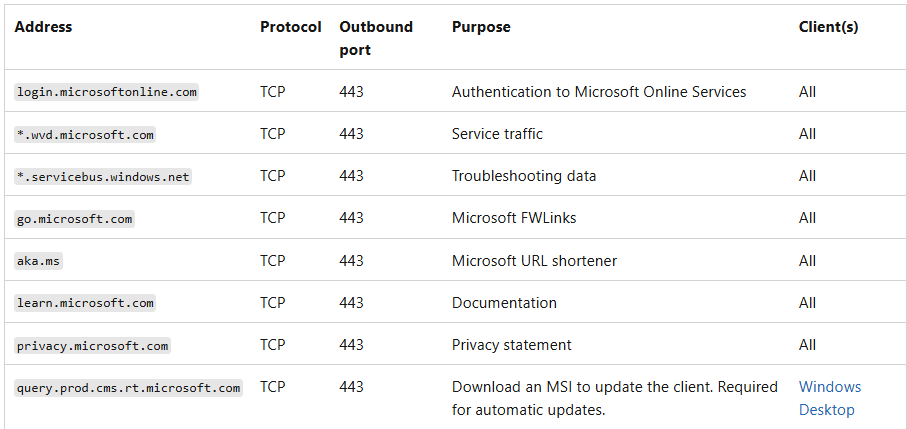 Address Protocol Outbound port Purpose Client(s)
login.microsoftonline.com TCP 443 Authentication to Microsoft Online Services All
*.wvd.microsoft.com TCP 443 Service traffic All
*.servicebus.windows.net TCP 443 Troubleshooting data All
go.microsoft.com TCP 443 Microsoft FWLinks All
aka.ms TCP 443 Microsoft URL shortener All
learn.microsoft.com TCP 443 Documentation All
privacy.microsoft.com TCP 443 Privacy statement All
query.prod.cms.rt.microsoft.com TCP 443 Download an MSI to update the client. Required for automatic updates. Windows Desktop